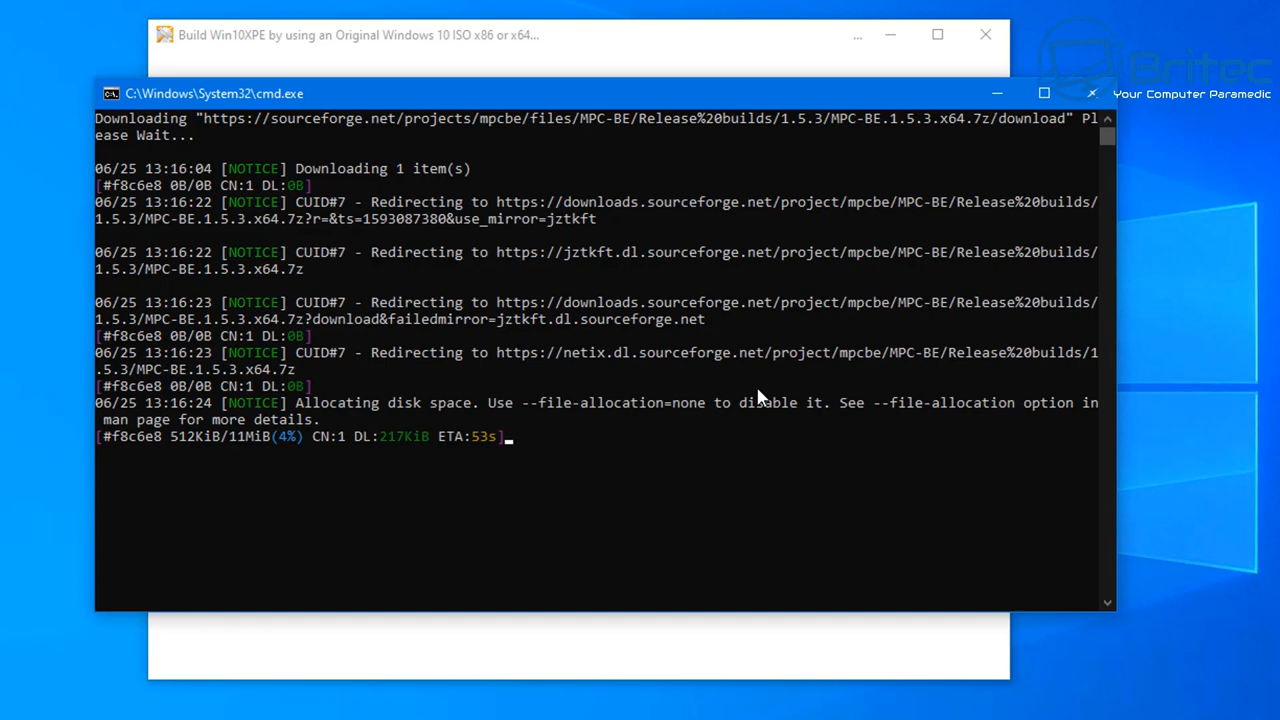 Build Win10XPE by using an Original Windows 10 ISO x86 or x64...
...
Britec
Your Computer Paramedic
C:\Windows\System32\cmd.exe
Downloading "https://sourceforge.net/projects/mpcbe/files/MPC-BE/Release%20builds/1.5.3/MPC-BE.1.5.3.x64.7z/download" Pl
ease Wait...
06/25 13:16:04 [NOTICE] Downloading 1 item(s)
[#f8c6e8 0B/0B CN:1 DL:0B]
06/25 13:16:22 [NOTICE] CUID#7 - Redirecting to https://downloads.sourceforge.net/project/mpcbe/MPC-BE/Release%20builds/
1.5.3/MPC-BE.1.5.3.x64.7z?r=&ts=1593087380&use_mirror=jztkft
06/25 13:16:22 [NOTICE] CUID#7 - Redirecting to https://jztkft.dl.sourceforge.net/project/mpcbe/MPC-BE/Release%20builds/
1.5.3/MPC-BE.1.5.3.x64.7z
06/25 13:16:23 [NOTICE] CUID#7 - Redirecting to https://downloads.sourceforge.net/project/mpcbe/MPC-BE/Release%20builds/
1.5.3/MPC-BE.1.5.3.x64.7z?download&failedmirror=jztkft.dl.sourceforge.net
[#f8c6e8 0B/0B CN:1 DL:0B]
06/25 13:16:23 [NOTICE] CUID#7 - Redirecting to https://netix.dl.sourceforge.net/project/mpcbe/MPC-BE/Release%20builds/1
.5.3/MPC-BE.1.5.3.x64.7z
[#f8c6e8 0B/0B CN:1 DL:0B]
06/25 13:16:24 [NOTICE] Allocating disk space. Use --file-allocation=none to disable it. See --file-allocation option in
man page for more details.
[#f8c6e8 512KiB/11MiB(4%) CN:1 DL:217KiB ETA:53s]